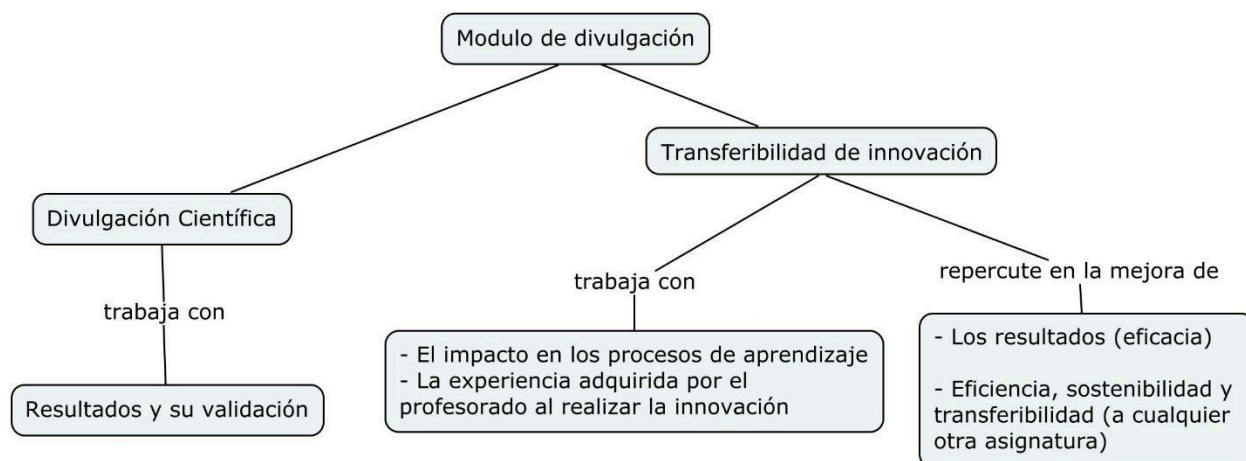 Modulo de divulgación
Transferibilidad de innovación
Divulgación Científica
trabaja con
Resultados y su validación
trabaja con
- El impacto en los procesos de aprendizaje
- La experiencia adquirida por el
profesorado al realizar la innovación
repercute en la mejora de
- Los resultados (eficacia)
- Eficiencia, sostenibilidad y
transferibilidad (a cualquier
otra asignatura)